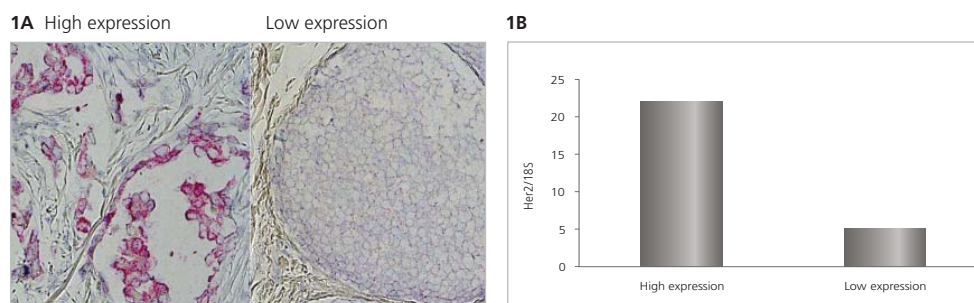 1A High expression
Low expression
1B
25
20
15
10
5
0
Her2/18S
High expression
Low expression